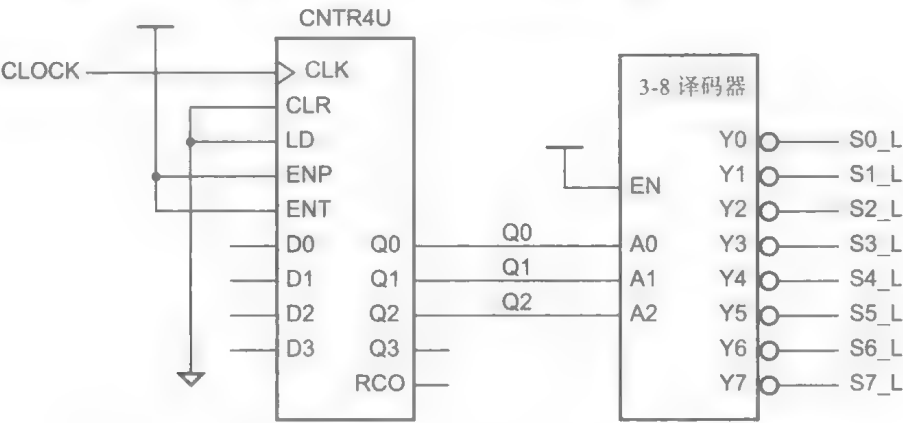 CNTR4U
CLOCK
CLK
CLR
LD
ENP
ENT
D0
D1
D2
D3
Q0
Q1
Q2
Q3
RCO
Q0
Q1
Q2
3-8 译码器
EN
A0
A1
A2
Y0
Y1
Y2
Y3
Y4
Y5
Y6
Y7
S0_L
S1_L
S2_L
S3_L
S4_L
S5_L
S6_L
S7_L